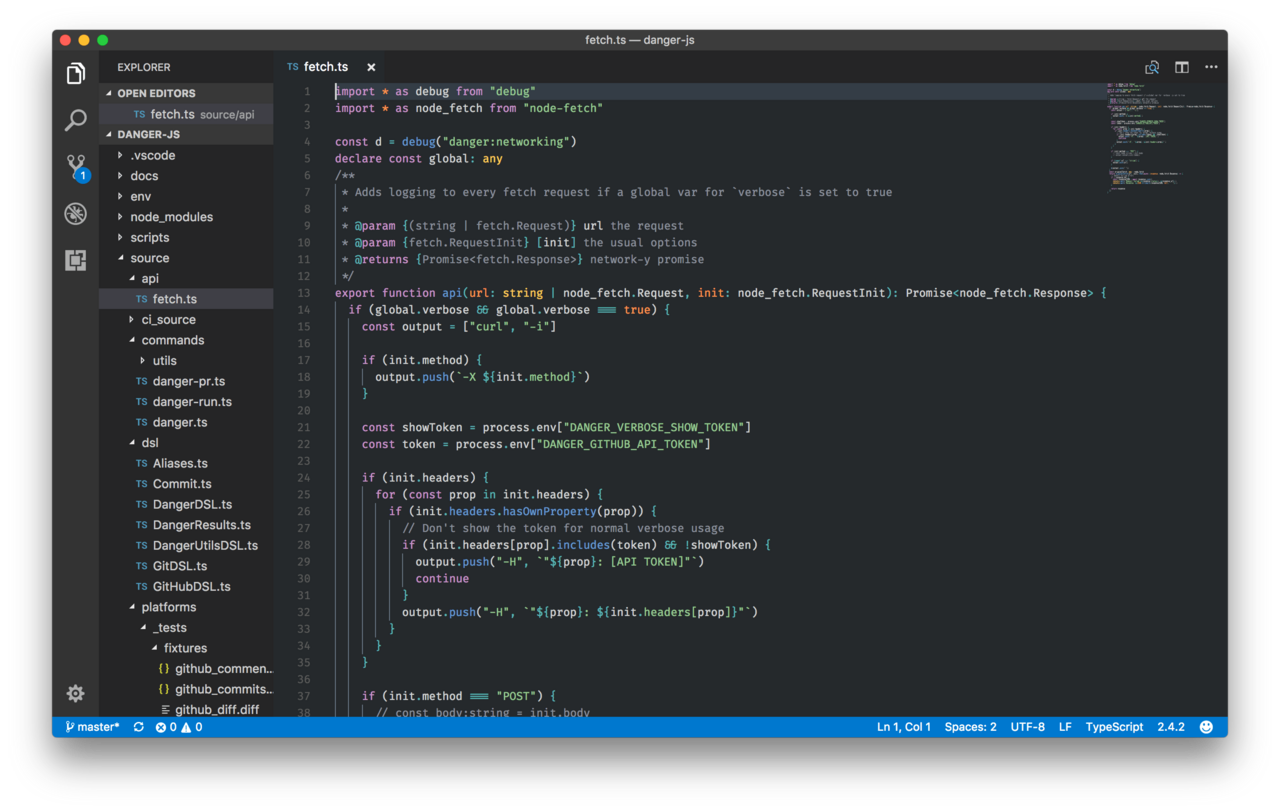 fetch.ts — danger-js
EXPLORER
OPEN EDITORS
TS fetch.ts source/api
DANGER-JS
.vscode
docs
env
node_modules
scripts
source
api
TS fetch.ts
ci_source
commands
utils
TS danger-pr.ts
TS danger-run.ts
TS danger.ts
dsl
TS Aliases.ts
TS Commit.ts
TS DangerDSL.ts
TS DangerResults.ts
TS DangerUtilsDSL.ts
TS GitDSL.ts
TS GitHubDSL.ts
platforms
_tests
fixtures
{} github_commen...
{} github_commits...
github_diff.diff
1
TS fetch.ts ×
1 import * as debug from "debug"
2 import * as node_fetch from "node-fetch"
3
4 const d = debug("danger:networking")
5 declare const global: any
6 /**
7  * Adds logging to every fetch request if a global var for `verbose` is set to true
8  *
9  * @param {(string | fetch.Request)} url the request
10  * @param {fetch.RequestInit} [init] the usual options
11  * @returns {Promise<fetch.Response>} network-y promise
12  */
13 export function api(url: string | node_fetch.Request, init: node_fetch.RequestInit): Promise<node_fetch.Response> {
14   if (global.verbose && global.verbose === true) {
15     const output = ["curl", "-i"]
16
17     if (init.method) {
18       output.push(`-X ${init.method}`)
19     }
20
21     const showToken = process.env["DANGER_VERBOSE_SHOW_TOKEN"]
22     const token = process.env["DANGER_GITHUB_API_TOKEN"]
23
24     if (init.headers) {
25       for (const prop in init.headers) {
26         if (init.headers.hasOwnProperty(prop)) {
27           // Don't show the token for normal verbose usage
28           if (init.headers[prop].includes(token) && !showToken) {
29             output.push("-H", `"${prop}: [API TOKEN]"`)
30             continue
31           }
32           output.push("-H", `"${prop}: ${init.headers[prop]}"`)
33         }
34       }
35     }
36
37     if (init.method === "POST") {
38       // const body:string = init.body
master* 0 0 Ln 1, Col 1 Spaces: 2 UTF-8 LF TypeScript 2.4.2